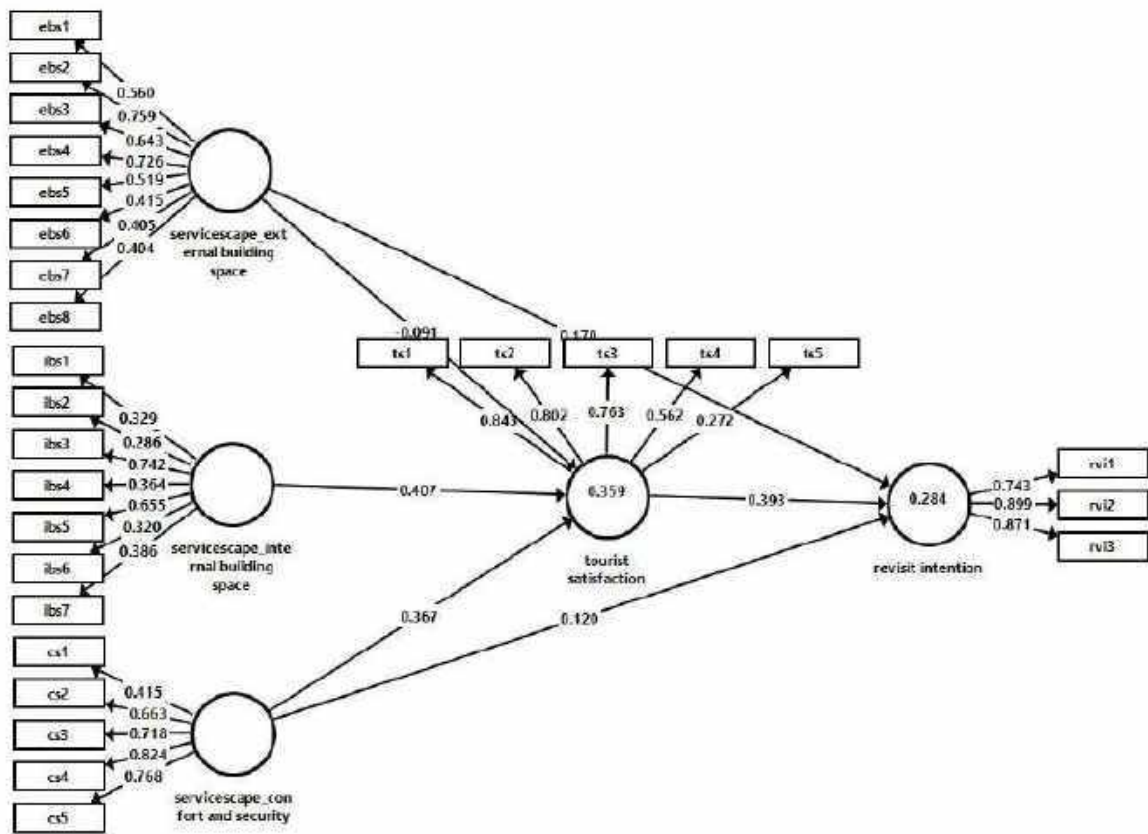 ebs1
ebs2
ebs3
ebs4
ebs5
ebs6
ebs7
ebs8
0.560
0.759
0.643
0.726
0.519
0.415
0.405
0.404
servicescape_ext
ernal building
space
-0.091
ibs1
ibs2
ibs3
ibs4
ibs5
ibs6
ibs7
0.329
0.286
0.742
0.364
0.655
0.320
0.386
servicescape_inte
rnal building
space
0.407
cs1
cs2
cs3
cs4
cs5
0.415
0.663
0.718
0.824
0.768
servicescape_con
fort and security
0.367
0.120
ts1
ts2
ts3
ts4
ts5
0.843
0.802
0.763
0.562
0.272
0.359
tourist
satisfaction
0.393
0.284
revisit intention
0.743
0.899
0.871
rvi1
rvi2
rvi3